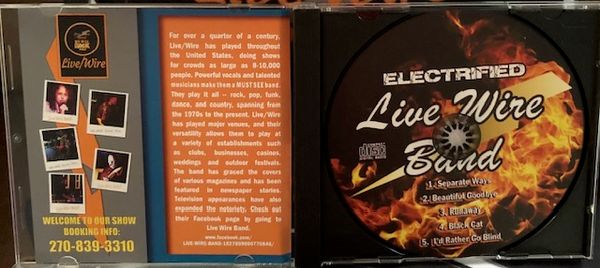 Live/Wire
WELCOME TO OUR SHOW
BOOKING INFO:
270-839-3310
For over a quarter of a century,
Live/Wire has played throughout
the United States, doing shows
for crowds as large as 8-10,000
people. Powerful vocals and talented
musicians make them a MUST SEE band.
They play it all -- rock, pop, funk,
dance, and country, spanning from
the 1970s to the present. Live/Wire
has played major venues, and their
versatility allows them to play at
a variety of establishments such
as clubs, businesses, casinos,
weddings and outdoor festivals.
The band has graced the covers
of various magazines and has been
featured in newspaper stories.
Television appearances have also
expanded the notoriety. Check out
their Facebook page by going to
Live Wire Band.
www.facebook.com/
ELECTRIFIED
Live Wire
Band
COMPACT
disc
DIGITAL AUDIO
1. Separate Ways
2. Beautiful Goodbye
3. Runaway
4. Black Cat
5. I'd Rather Go Blind